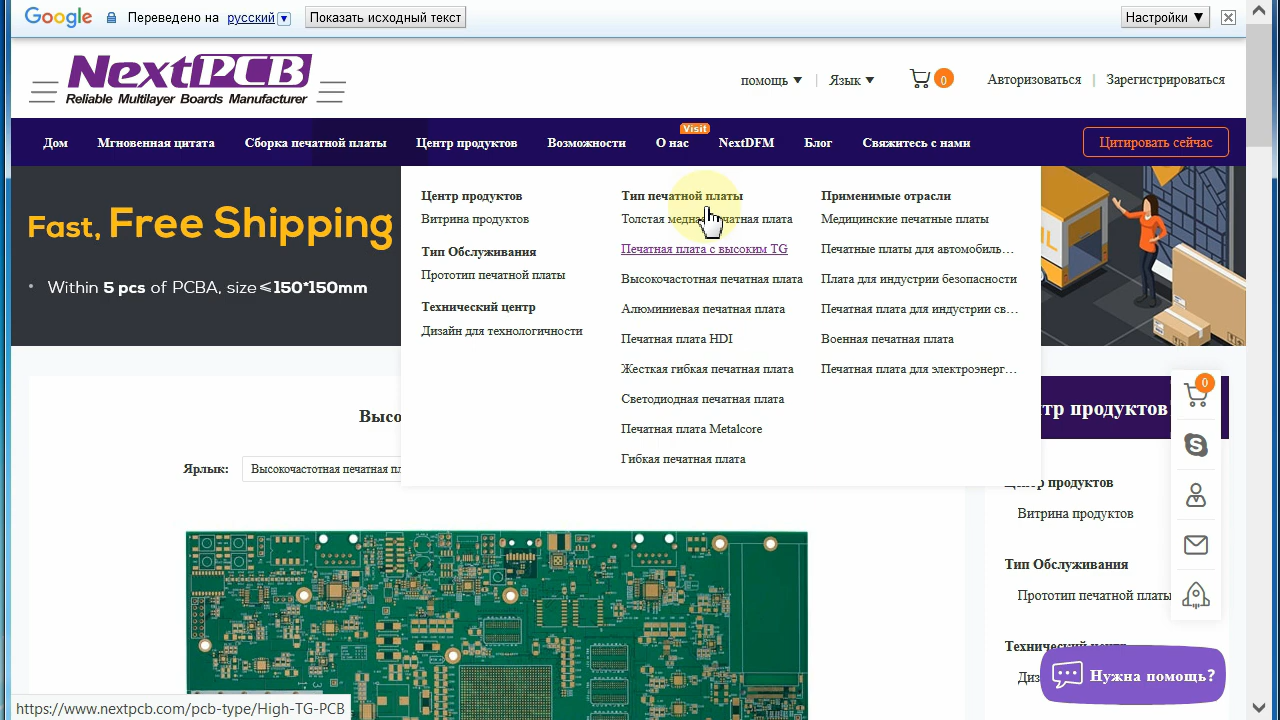 Google Переведено на русский Показать исходный текст Настройки ▼
NextPCB
Reliable Multilayer Boards Manufacturer
помощь Язык 0 Авторизоваться | Зарегистрироваться
Visit
Дом Мгновенная цитата Сборка печатной платы Центр продуктов Возможности О нас NextDFM Блог Свяжитесь с нами Цитировать сейчас
Fast, Free Shipping
• Within 5 pcs of PCBA, size≤150*150mm
Центр продуктов
Витрина продуктов
Тип Обслуживания
Прототип печатной платы
Технический центр
Дизайн для технологичности
Тип печатной платы
Толстая медная печатная плата
Печатная плата с высоким TG
Высокочастотная печатная плата
Алюминиевая печатная плата
Печатная плата HDI
Жесткая гибкая печатная плата
Светодиодная печатная плата
Печатная плата Metalcore
Гибкая печатная плата
Применимые отрасли
Медицинские печатные платы
Печатные платы для автомобиль…
Плата для индустрии безопасности
Печатная плата для индустрии св…
Военная печатная плата
Печатная плата для электроэнерг…
Высо
Ярлык: Высокочастотная печатная пл
тр продуктов
0
Центр продуктов
Витрина продуктов
Тип Обслуживания
Прототип печатной платы
Технический центр
Диз
Нужна помощь?
https://www.nextpcb.com/pcb-type/High-TG-PCB